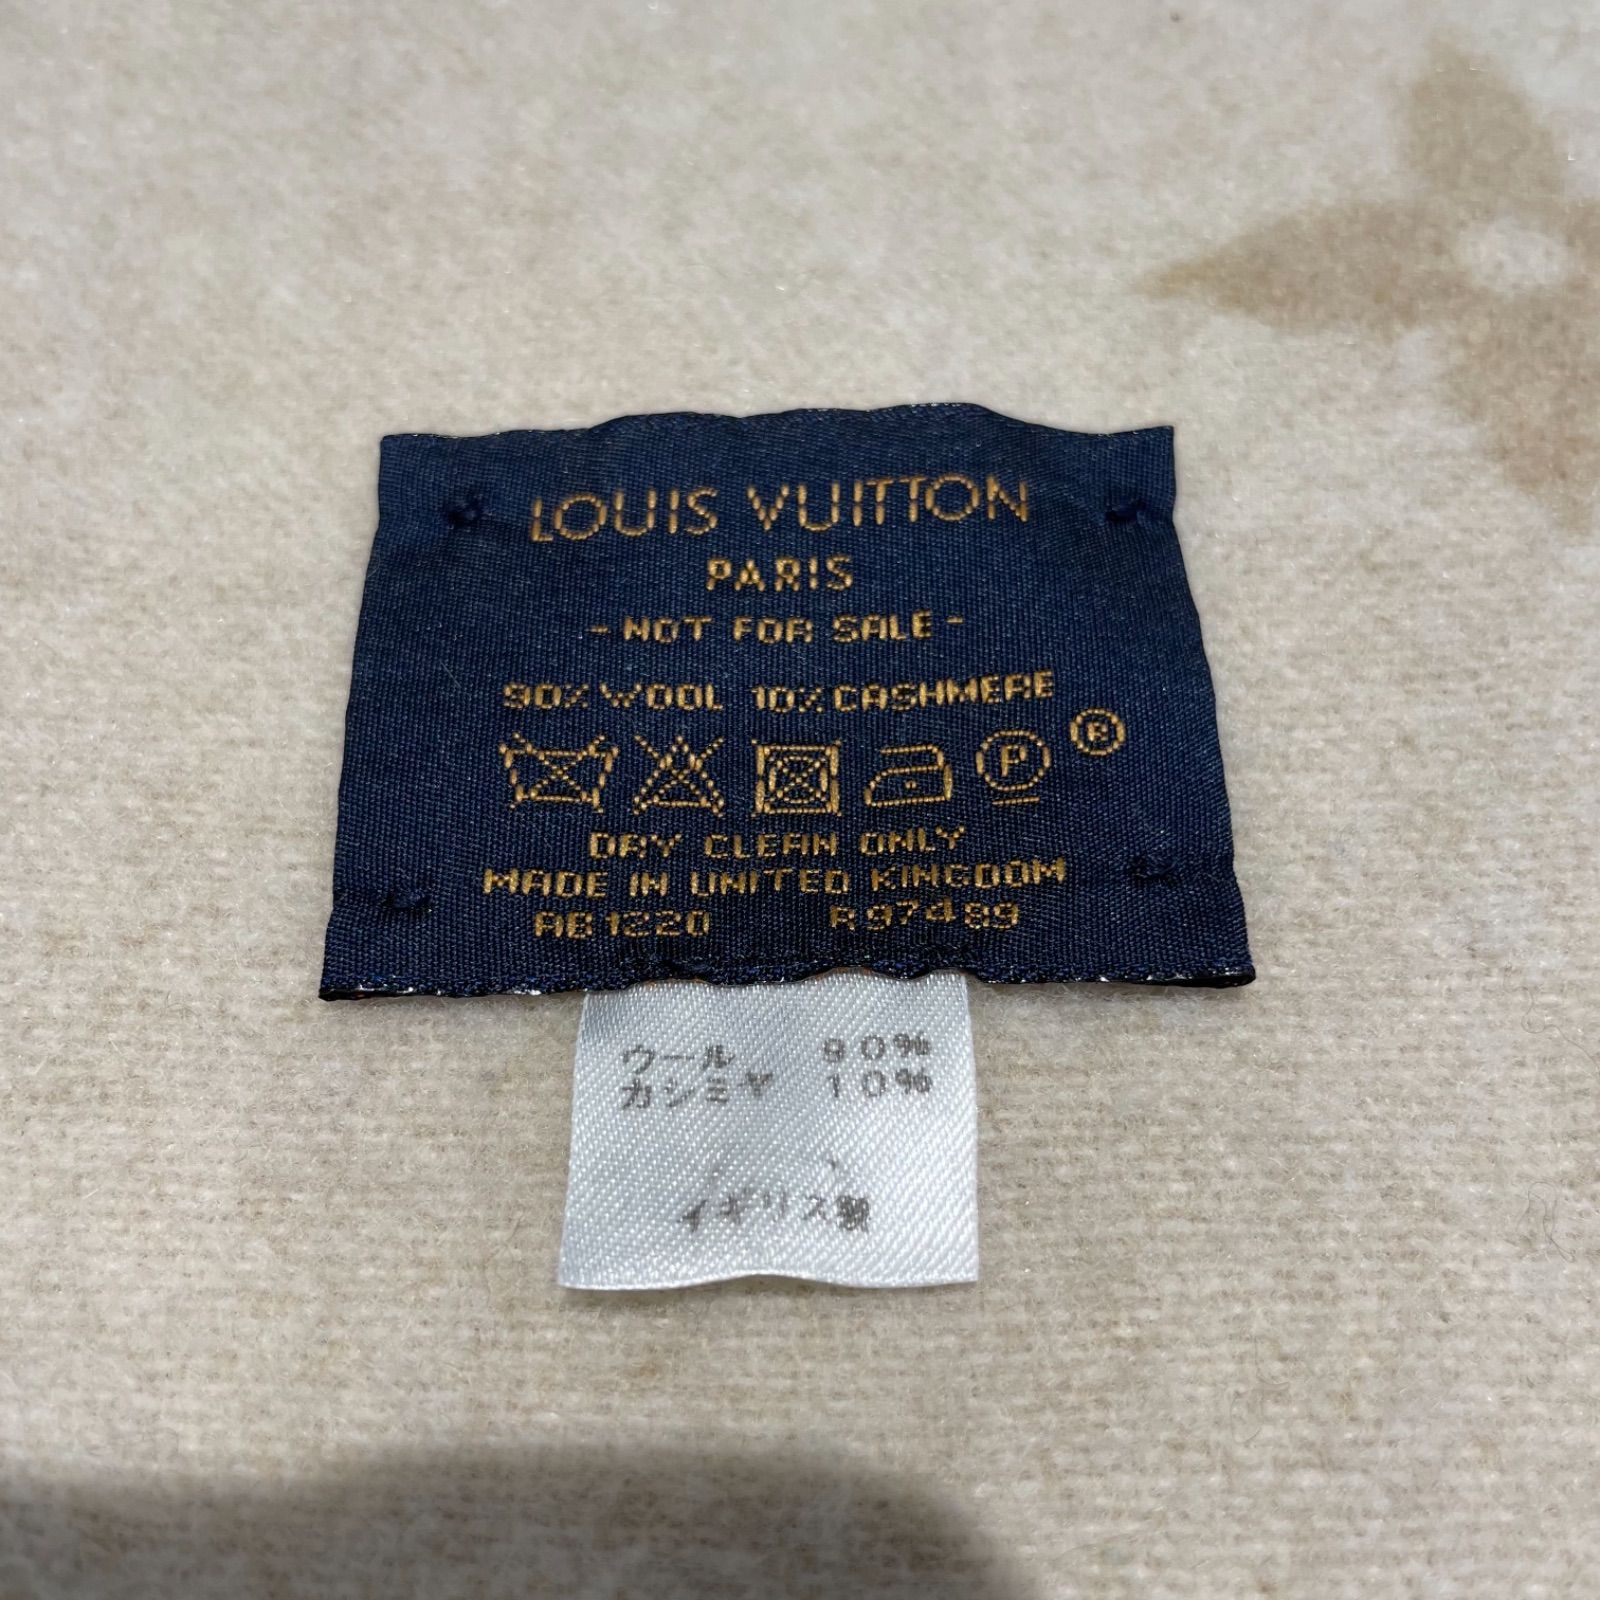 LOUIS VUITTON
PARIS
- NOT FOR SALE -
90% WOOL 10% CASHMERE
P ®
DRY CLEAN ONLY
MADE IN UNITED KINGDOM
AB1220 R97489
ウール 90%
カシミヤ 10%
イギリス製